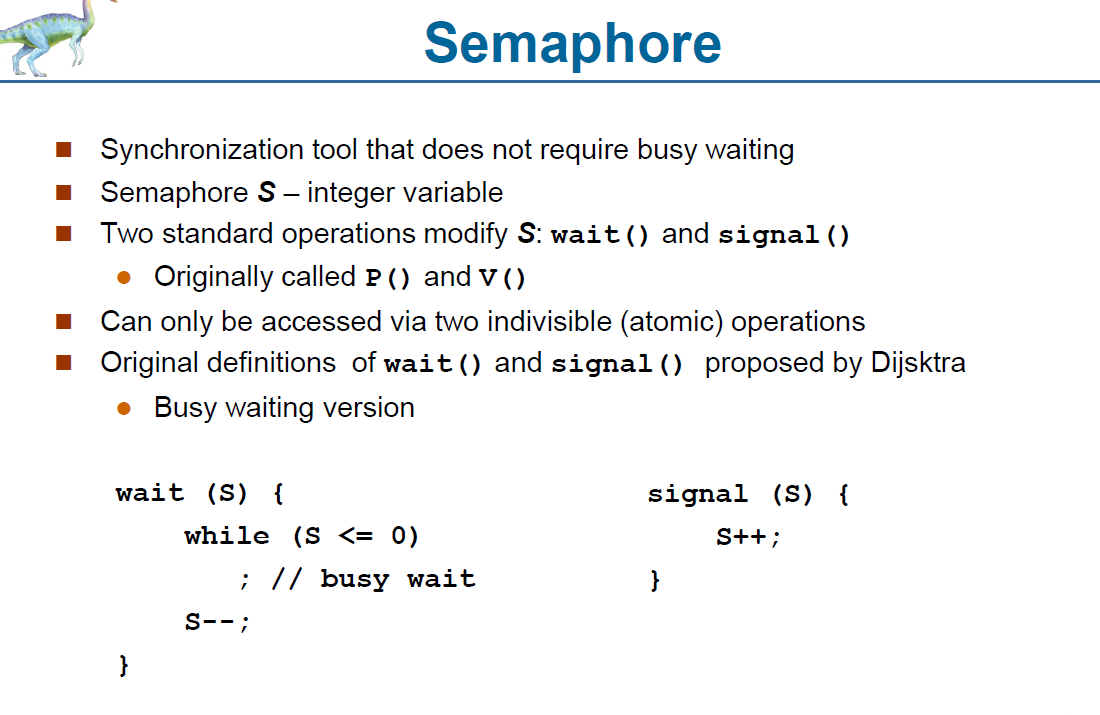 Semaphore
Synchronization tool that does not require busy waiting
Semaphore S – integer variable
Two standard operations modify S: wait() and signal()
Originally called P() and V()
Can only be accessed via two indivisible (atomic) operations
Original definitions of wait() and signal() proposed by Dijsktra
Busy waiting version
wait (S) {
while (S <= 0)
; // busy wait
S--;
}
signal (S) {
S++;
}